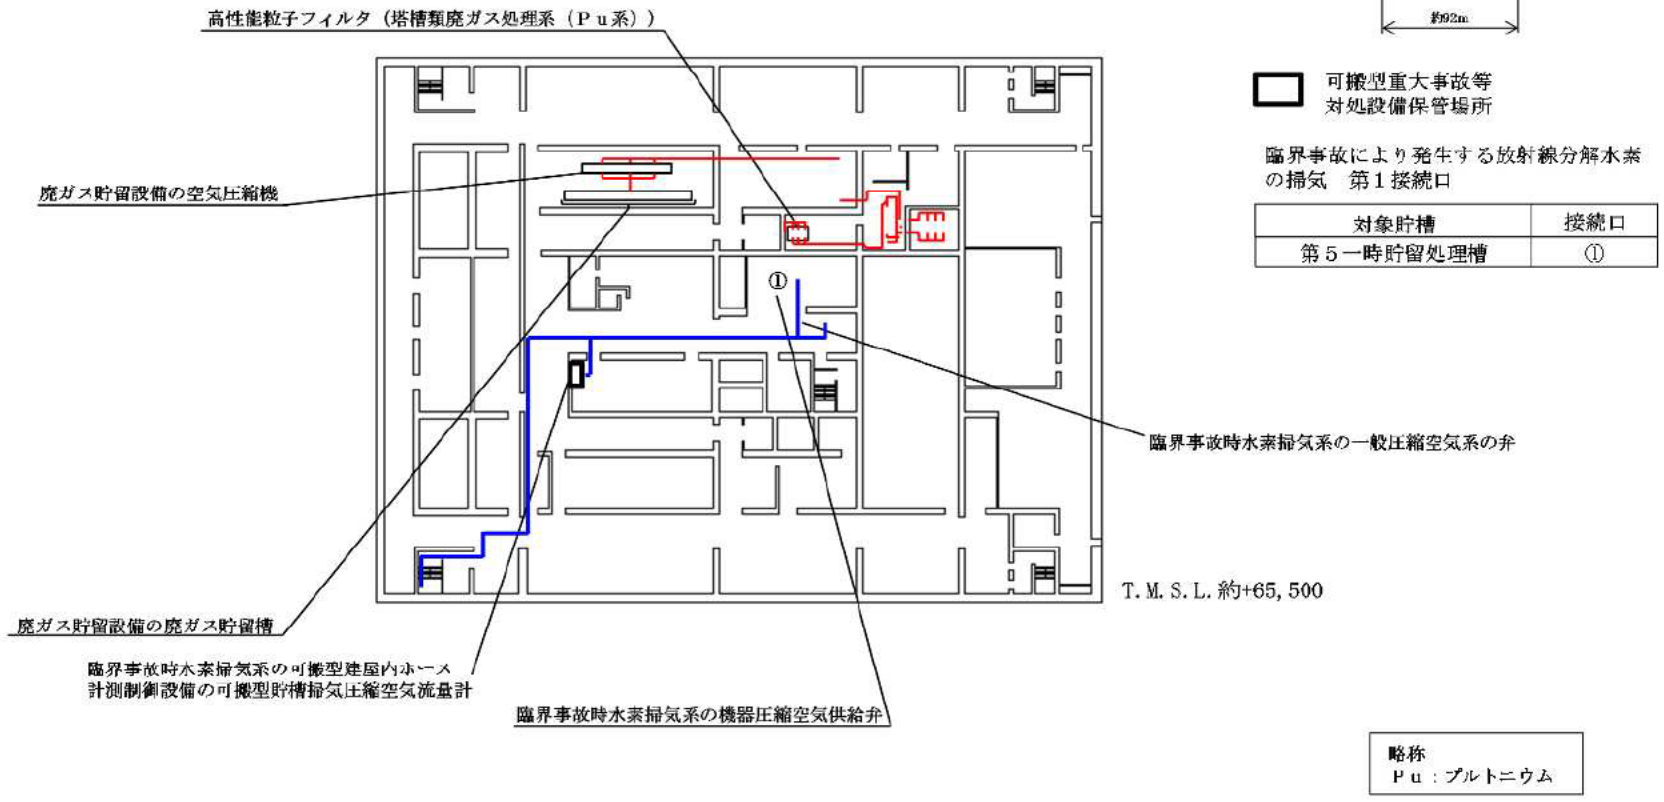 高性能粒子フィルタ（塔槽類廃ガス処理系（Ｐｕ系））
約92m
可搬型重大事故等
対処設備保管場所
臨界事故により発生する放射線分解水素
の掃気　第１接続口
対象貯槽 接続口
第５一時貯留処理槽 ①
廃ガス貯留設備の空気圧縮機
①
臨界事故時水素掃気系の一般圧縮空気系の弁
T.M.S.L.約+65,500
廃ガス貯留設備の廃ガス貯留槽
臨界事故時水素掃気系の可搬型建屋内ホース
計測制御設備の可搬型貯槽掃気圧縮空気流量計
臨界事故時水素掃気系の機器圧縮空気供給弁
略称
Ｐｕ：プルトニウム